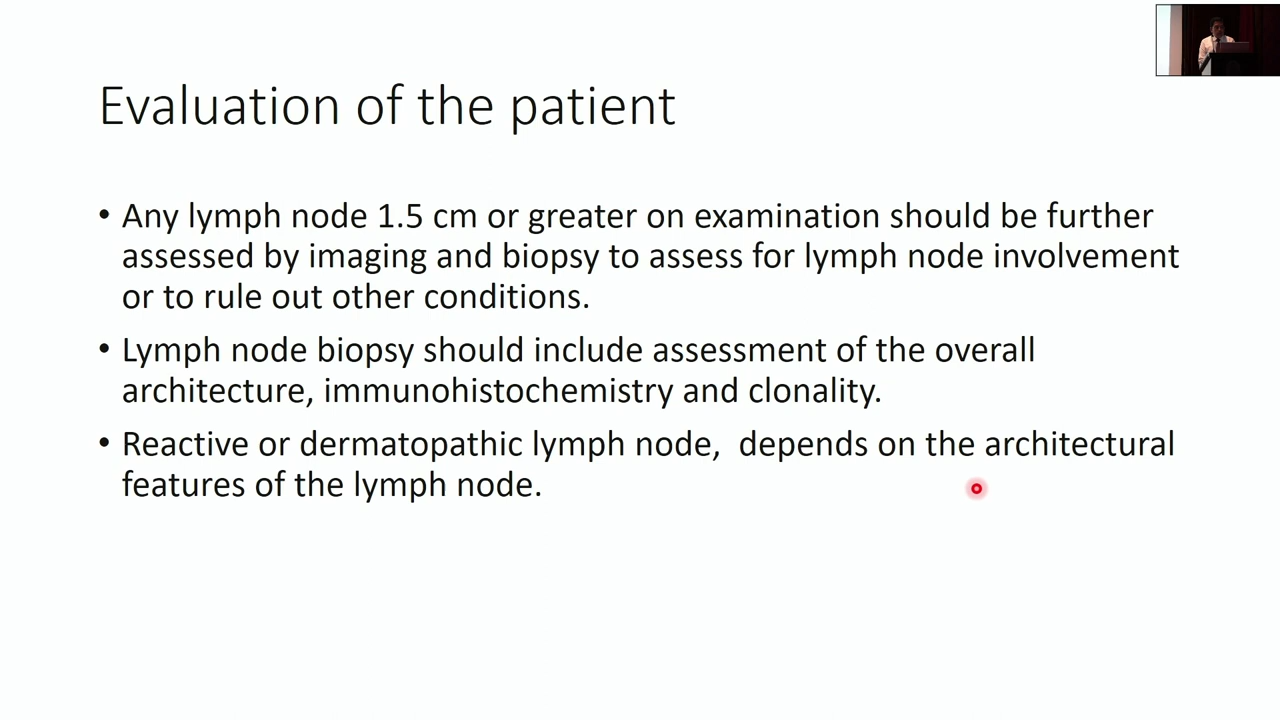 Evaluation of the patient
• Any lymph node 1.5 cm or greater on examination should be further
assessed by imaging and biopsy to assess for lymph node involvement
or to rule out other conditions.
• Lymph node biopsy should include assessment of the overall
architecture, immunohistochemistry and clonality.
• Reactive or dermatopathic lymph node,  depends on the architectural
features of the lymph node.